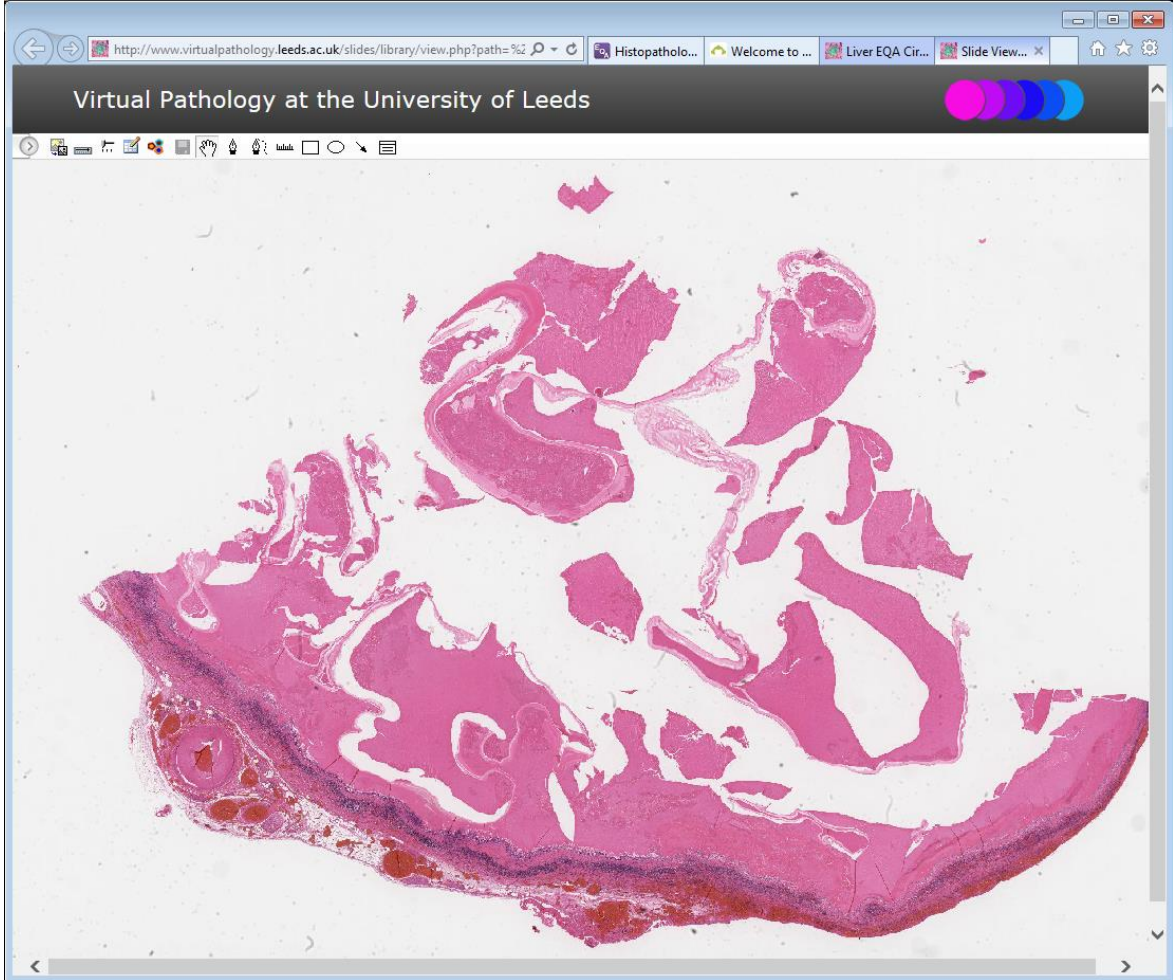 http://www.virtualpathology.leeds.ac.uk/slides/library/view.php?path=%2
Histopatholo...
Welcome to ...
Liver EQA Cir...
Slide View...
Virtual Pathology at the University of Leeds